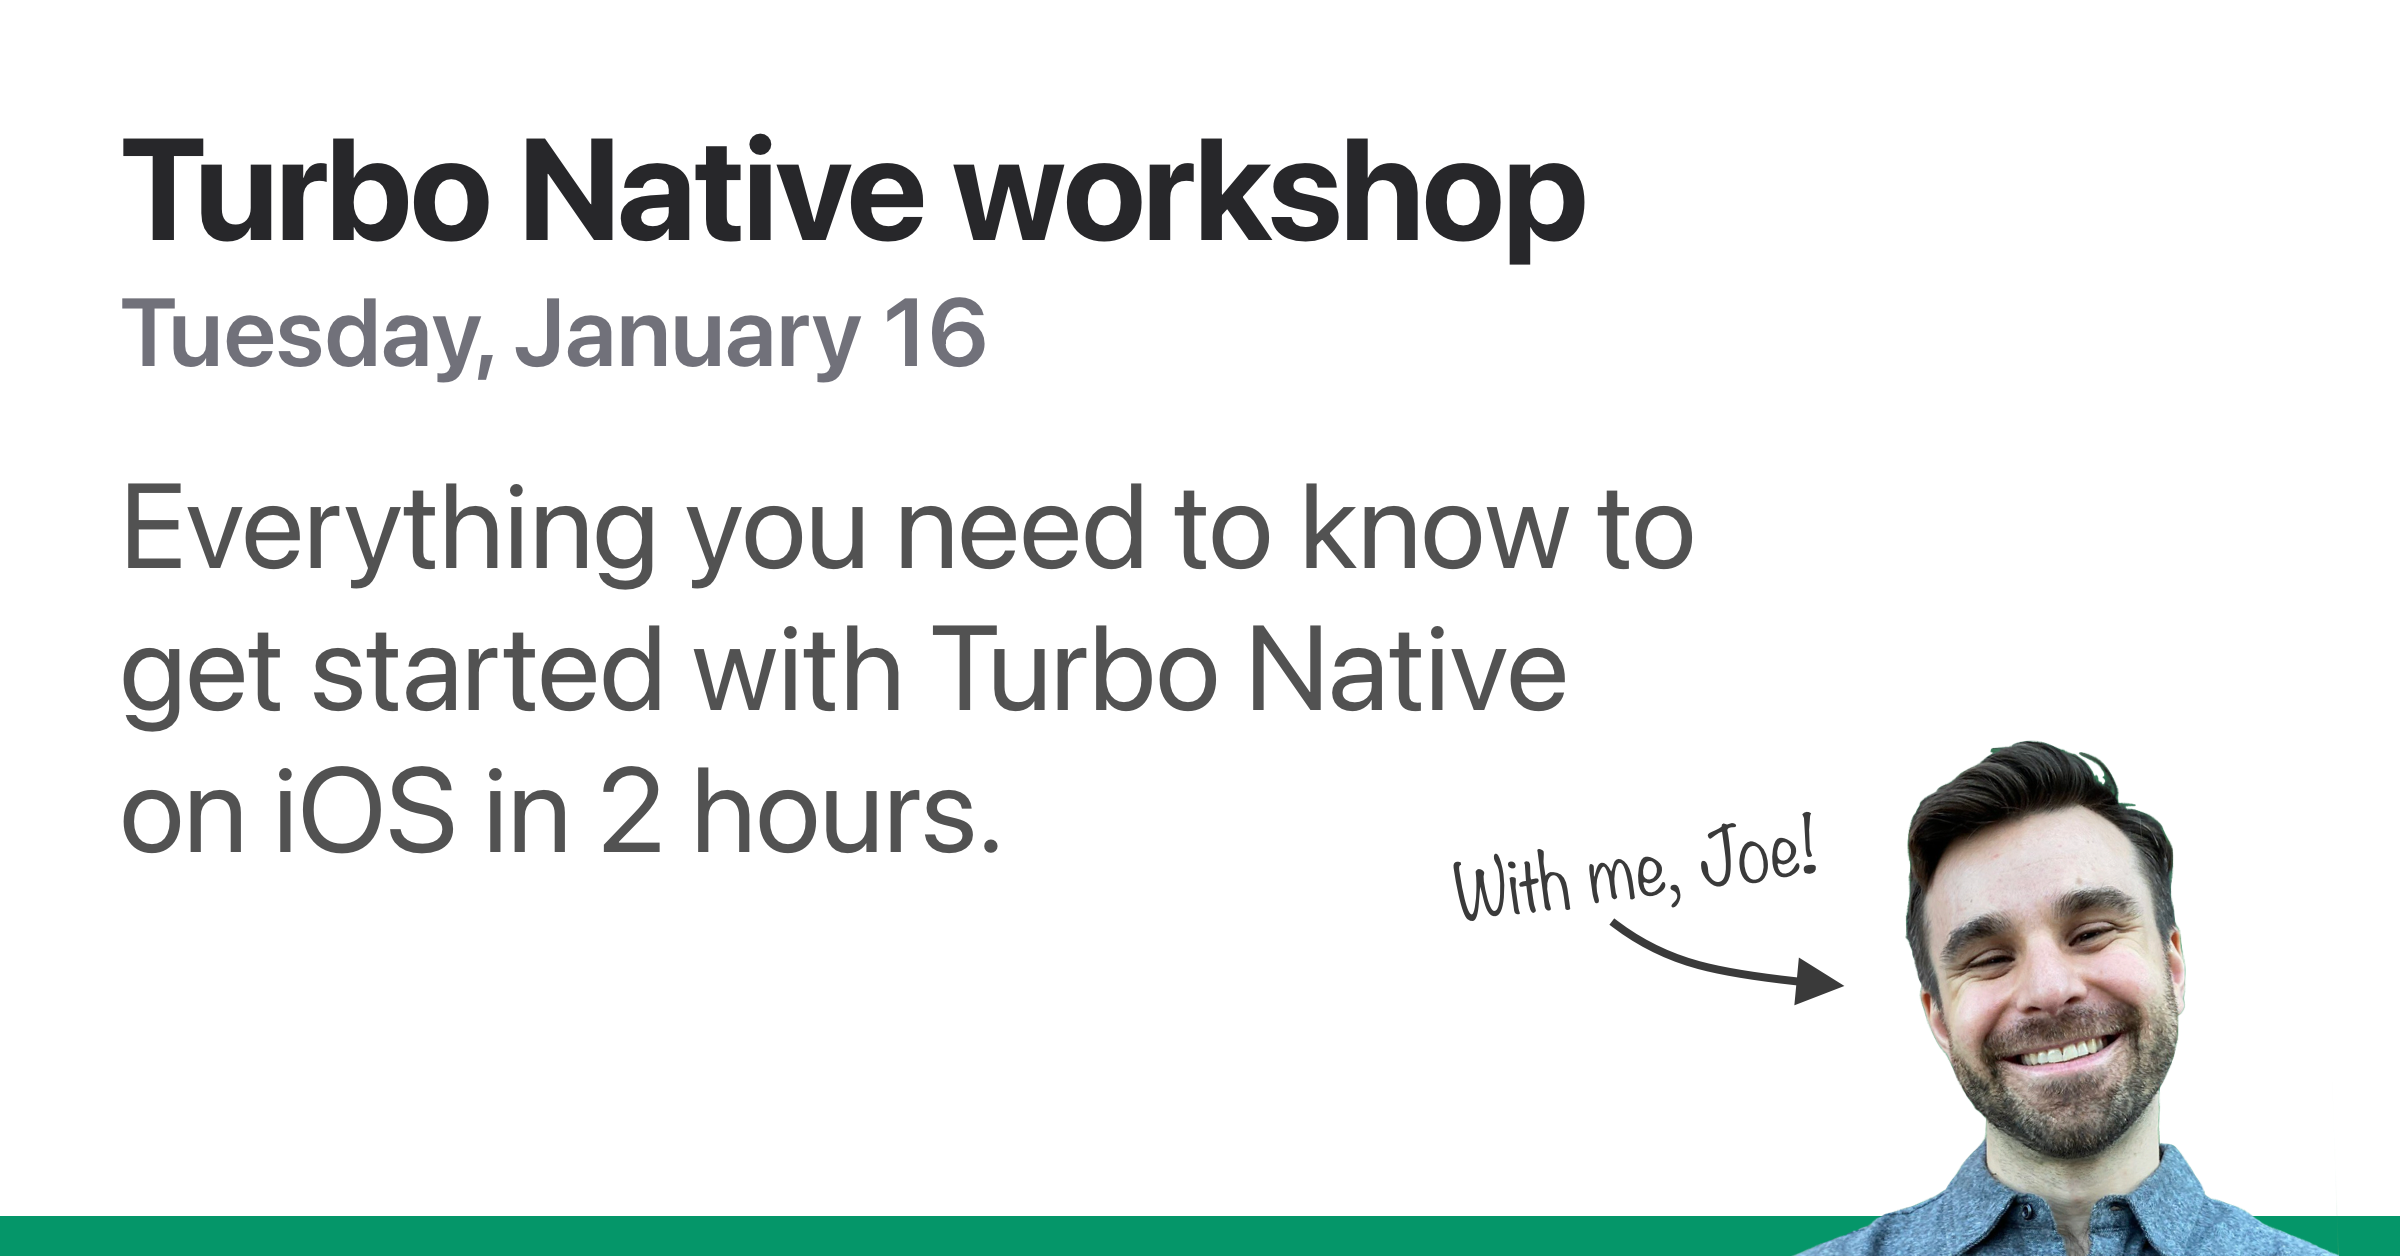 Turbo Native workshop
Tuesday, January 16
Everything you need to know to
get started with Turbo Native
on iOS in 2 hours.
With me, Joe!